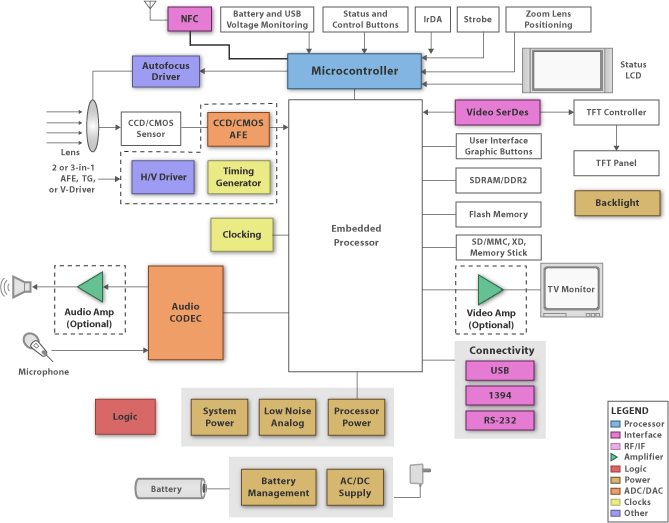 NFC
Battery and USB
Voltage Monitoring
Status and
Control Buttons
IrDA
Strobe
Zoom Lens
Positioning
Autofocus
Driver
Microcontroller
Status
LCD
CCD/CMOS
Sensor
CCD/CMOS
AFE
Lens
2 or 3-in-1
AFE, TG,
or V-Driver
H/V Driver
Timing
Generator
Clocking
Embedded
Processor
Video SerDes
TFT Controller
TFT Panel
User Interface
Graphic Buttons
SDRAM/DDR2
Flash Memory
SD/MMC, XD,
Memory Stick
Backlight
Audio Amp
(Optional)
Audio
CODEC
Microphone
Video Amp
(Optional)
TV Monitor
Connectivity
USB
1394
RS-232
Logic
System
Power
Low Noise
Analog
Processor
Power
Battery
Battery
Management
AC/DC
Supply
LEGEND
Processor
Interface
RF/IF
Amplifier
Logic
Power
ADC/DAC
Clocks
Other